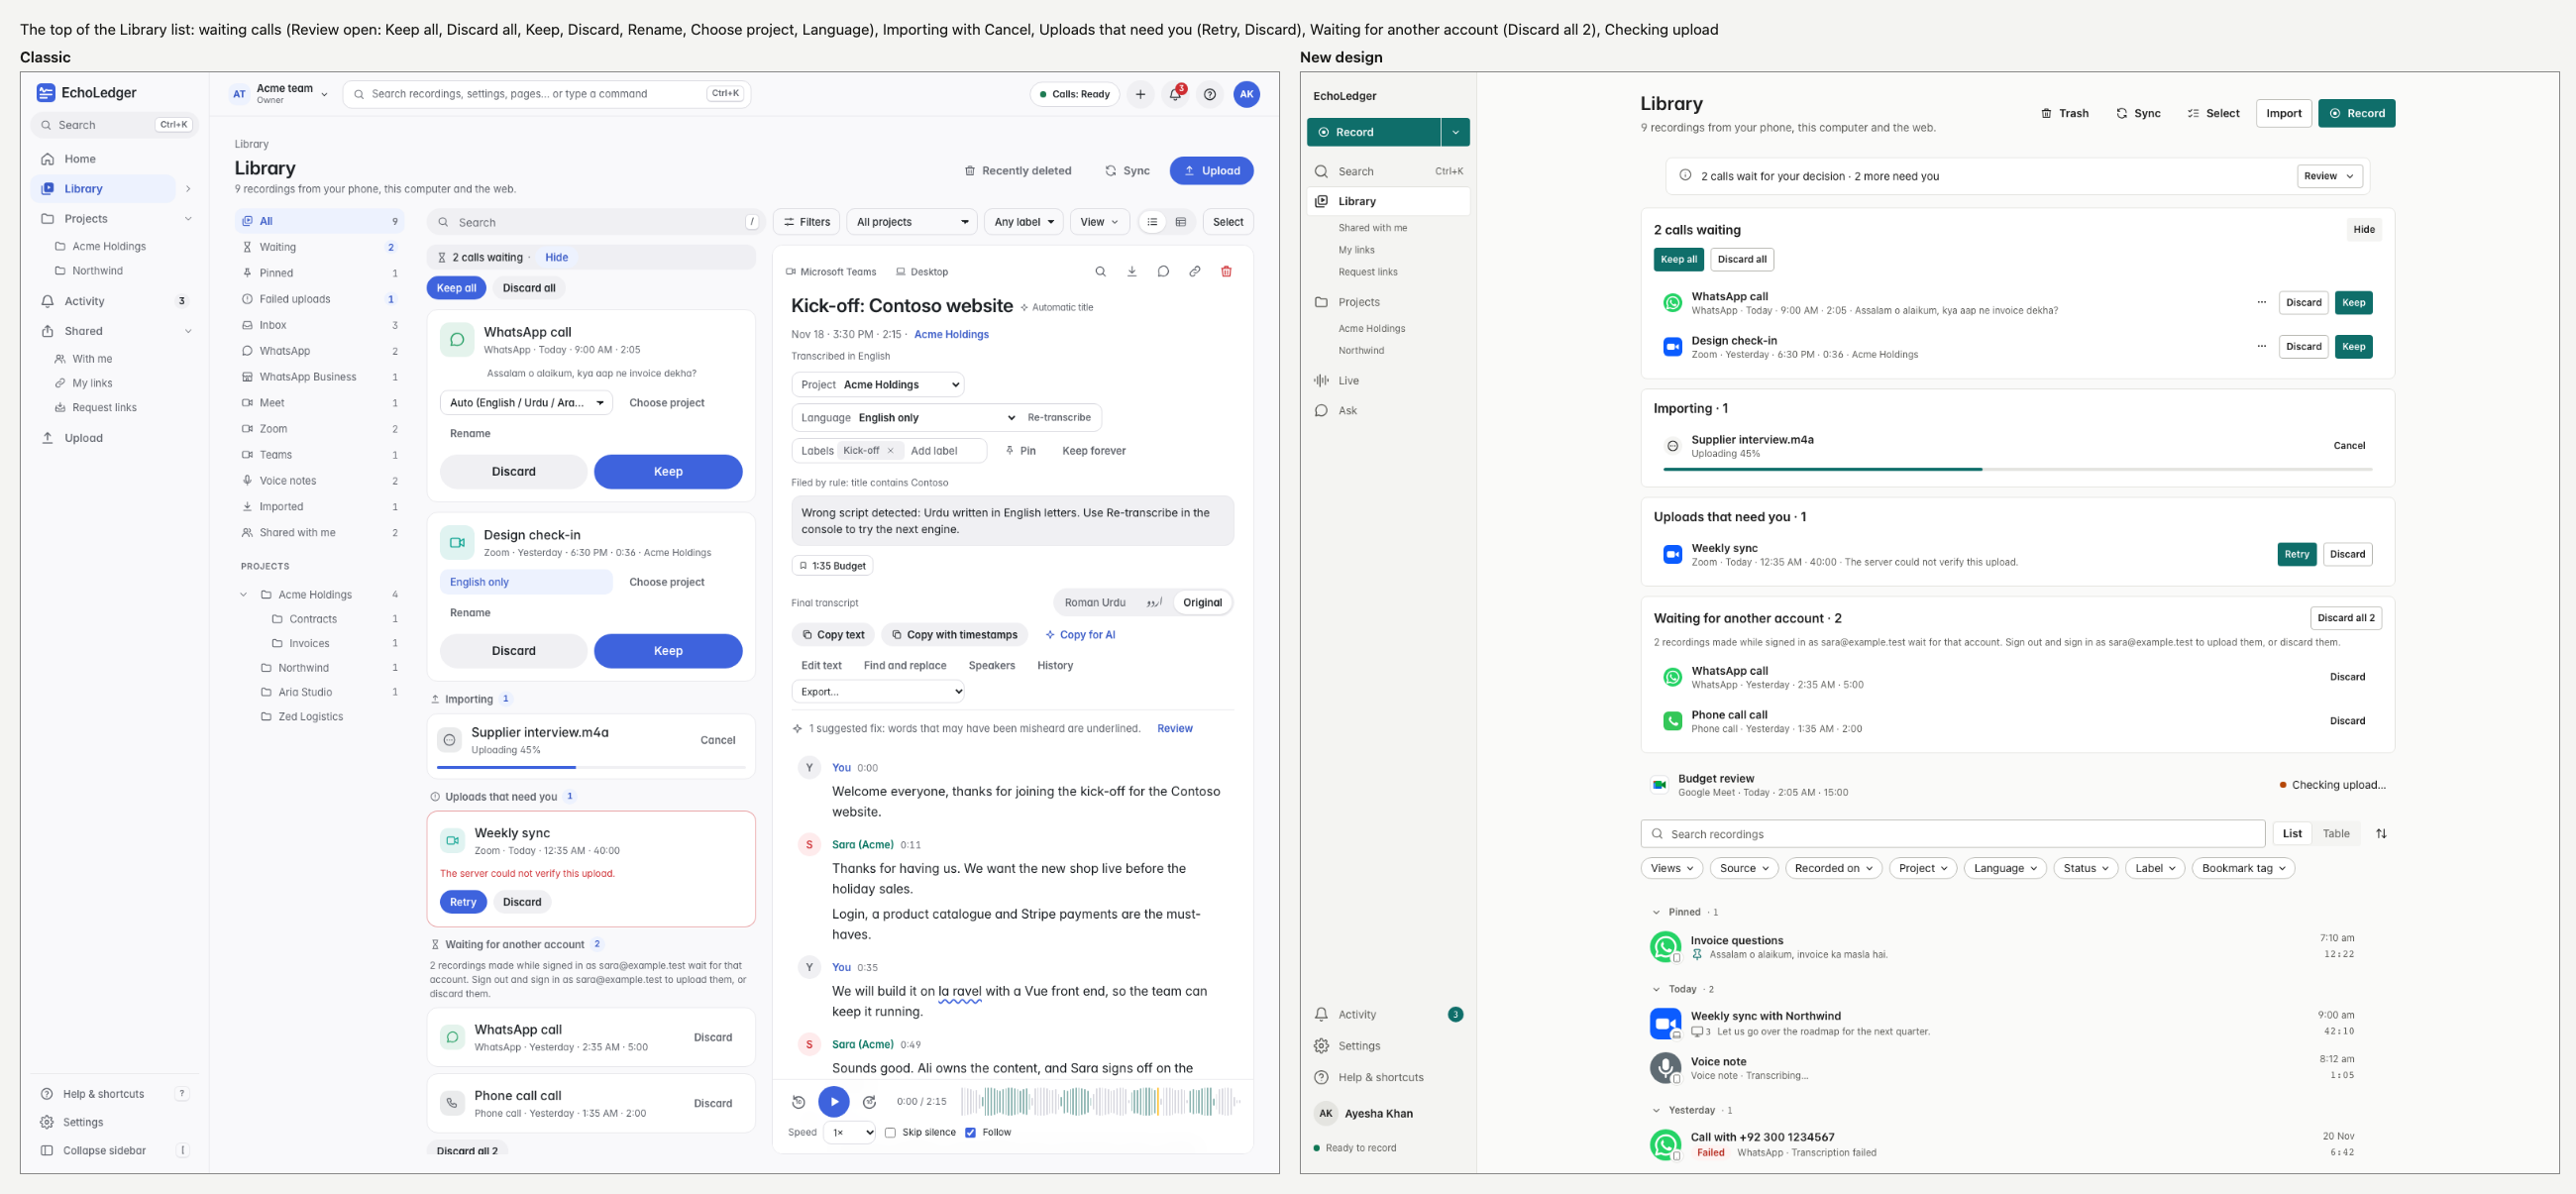 The top of the Library list: waiting calls (Review open: Keep all, Discard all, Keep, Discard, Rename, Choose project, Language), Importing with Cancel, Uploads that need you (Retry, Discard), Waiting for another account (Discard all 2), Checking upload
Classic
EchoLedger
Search Ctrl+K
Home
Library
Projects
Acme Holdings
Northwind
Activity 3
Shared
With me
My links
Request links
Upload
Help & shortcuts ?
Settings
Collapse sidebar [
AT Acme team
Owner
Search recordings, settings, pages... or type a command Ctrl+K
Calls: Ready
3
AK
Library
Library
9 recordings from your phone, this computer and the web.
Recently deleted Sync Upload
All 9
Waiting 2
Pinned 1
Failed uploads 1
Inbox 3
WhatsApp 2
WhatsApp Business 1
Meet 1
Zoom 2
Teams 1
Voice notes 2
Imported 1
Shared with me 2
PROJECTS
Acme Holdings 4
Contracts 1
Invoices 1
Northwind 1
Aria Studio 1
Zed Logistics
Search /
Filters All projects Any label View Select
2 calls waiting · Hide
Keep all Discard all
WhatsApp call
WhatsApp · Today · 9:00 AM · 2:05
Assalam o alaikum, kya aap ne invoice dekha?
Auto (English / Urdu / Ara... Choose project
Rename
Discard Keep
Design check-in
Zoom · Yesterday · 6:30 PM · 0:36 · Acme Holdings
English only Choose project
Rename
Discard Keep
Importing 1
Supplier interview.m4a
Uploading 45%
Cancel
Uploads that need you 1
Weekly sync
Zoom · Today · 12:35 AM · 40:00
The server could not verify this upload.
Retry Discard
Waiting for another account 2
2 recordings made while signed in as sara@example.test wait for that
account. Sign out and sign in as sara@example.test to upload them, or
discard them.
WhatsApp call
WhatsApp · Yesterday · 2:35 AM · 5:00
Discard
Phone call call
Phone call · Yesterday · 1:35 AM · 2:00
Discard
Discard all 2
Microsoft Teams Desktop
Kick-off: Contoso website Automatic title
Nov 18 · 3:30 PM · 2:15 · Acme Holdings
Transcribed in English
Project Acme Holdings
Language English only Re-transcribe
Labels Kick-off × Add label Pin Keep forever
Filed by rule: title contains Contoso
Wrong script detected: Urdu written in English letters. Use Re-transcribe in the
console to try the next engine.
1:35 Budget
Final transcript Roman Urdu اردو Original
Copy text Copy with timestamps Copy for AI
Edit text Find and replace Speakers History
Export...
1 suggested fix: words that may have been misheard are underlined. Review
Y You 0:00
Welcome everyone, thanks for joining the kick-off for the Contoso
website.
S Sara (Acme) 0:11
Thanks for having us. We want the new shop live before the
holiday sales.
Login, a product catalogue and Stripe payments are the must-
haves.
Y You 0:35
We will build it on la ravel with a Vue front end, so the team can
keep it running.
S Sara (Acme) 0:49
Sounds good. Ali owns the content, and Sara signs off on the
0:00 / 2:15
Speed 1× Skip silence Follow
New design
EchoLedger
Record
Search Ctrl+K
Library
Shared with me
My links
Request links
Projects
Acme Holdings
Northwind
Live
Ask
Activity 3
Settings
Help & shortcuts
AK Ayesha Khan
Ready to record
Library
9 recordings from your phone, this computer and the web.
Trash Sync Select Import Record
2 calls wait for your decision · 2 more need you Review
2 calls waiting Hide
Keep all Discard all
WhatsApp call
WhatsApp · Today · 9:00 AM · 2:05 · Assalam o alaikum, kya aap ne invoice dekha?
... Discard Keep
Design check-in
Zoom · Yesterday · 6:30 PM · 0:36 · Acme Holdings
... Discard Keep
Importing · 1
Supplier interview.m4a
Uploading 45%
Cancel
Uploads that need you · 1
Weekly sync
Zoom · Today · 12:35 AM · 40:00 · The server could not verify this upload.
Retry Discard
Waiting for another account · 2 Discard all 2
2 recordings made while signed in as sara@example.test wait for that account. Sign out and sign in as sara@example.test to upload them, or discard them.
WhatsApp call
WhatsApp · Yesterday · 2:35 AM · 5:00
Discard
Phone call call
Phone call · Yesterday · 1:35 AM · 2:00
Discard
Budget review
Google Meet · Today · 2:05 AM · 15:00
Checking upload...
Search recordings List Table
Views Source Recorded on Project Language Status Label Bookmark tag
Pinned · 1
Invoice questions 7:10 am
Assalam o alaikum, invoice ka masla hai. 12:22
Today · 2
Weekly sync with Northwind 9:00 am
3 Let us go over the roadmap for the next quarter. 42:10
Voice note 8:12 am
Voice note · Transcribing... 1:05
Yesterday · 1
Call with +92 300 1234567 20 Nov
Failed WhatsApp · Transcription failed 6:42